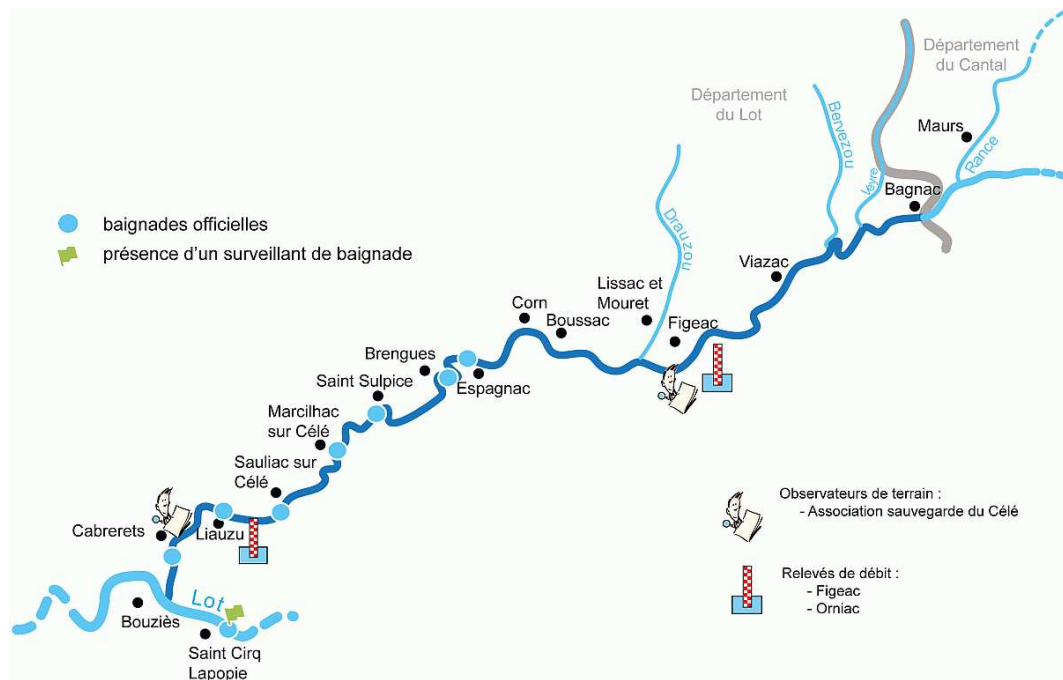 Département
du Cantal
Département
du Lot
Bervezou
Maurs
Rance
Veyre
Bagnac
Drauzou
baignades officielles
présence d'un surveillant de baignade
Viazac
Lissac et
Mouret
Corn
Boussac
Figeac
Brengues
Espagnac
Saint Sulpice
Marcilhac
sur Célé
Sauliac sur
Célé
Cabrerets
Liauzu
Observateurs de terrain :
- Association sauvegarde du Célé
Relevés de débit :
- Figeac
- Orniac
Lot
Bouziès
Saint Cirq
Lapopie